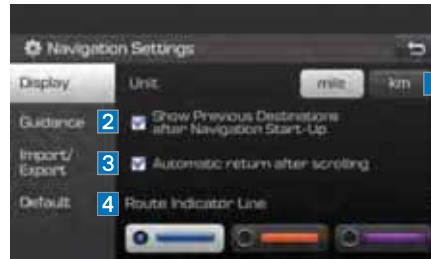 Navigation Settings
Display
Unit
mile
km
Guidance
2
Show Previous Destinations
after Navigation Start-Up
Import/
Export
3
Automatic return after scrolling
Default
4
Route Indicator Line